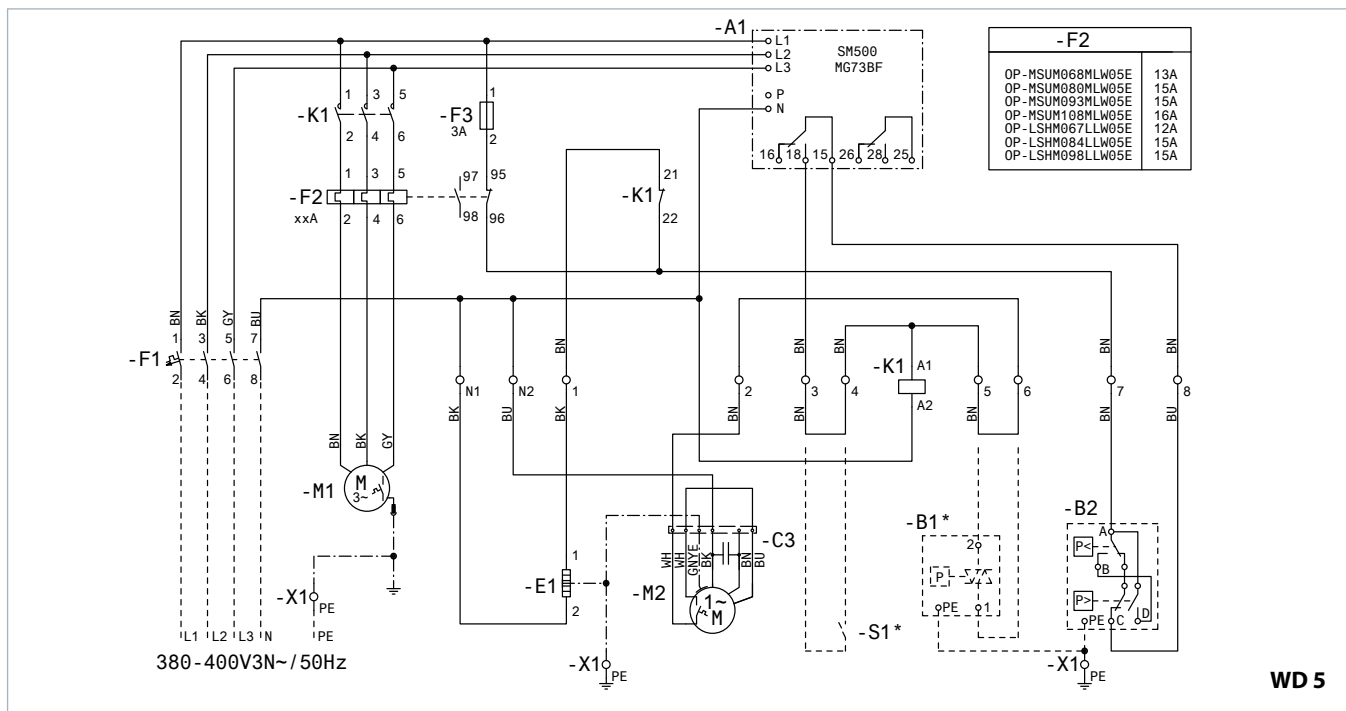 -A1
L1
L2
L3
P
N
SM500
MG73BF
16 18 15 26 28 25
-F2
OP-MSUM068MLW05E 13A
OP-MSUM080MLW05E 15A
OP-MSUM093MLW05E 15A
OP-MSUM108MLW05E 16A
OP-LSHM067LLW05E 12A
OP-LSHM084LLW05E 15A
OP-LSHM098LLW05E 15A
1 3 5
-K1
2 4 6
1
-F3
3A
2
1 3 5
-F2
xxA
2 4 6
97 95
98 96
21
-K1
22
BN BK GY BU
1 3 5 7
-F1
2 4 6 8
BN
BN BN
BN BU
N1 N2 1 2 3 4
-K1 A1
A2
5 6 7 8
BK BU BK BN BN BN BN BU
BN BK GY
-M1
M
3~
-X1
PE
L1 L2 L3 N PE
380-400V3N~/50Hz
1
-E1
2
-C3
WH WH GNYE BK BN BU
-M2
1~
M
-X1
PE
-S1*
-B1*
2
P
PE 1
-B2
A
P<
B
P>
PE C D
-X1
PE
WD 5